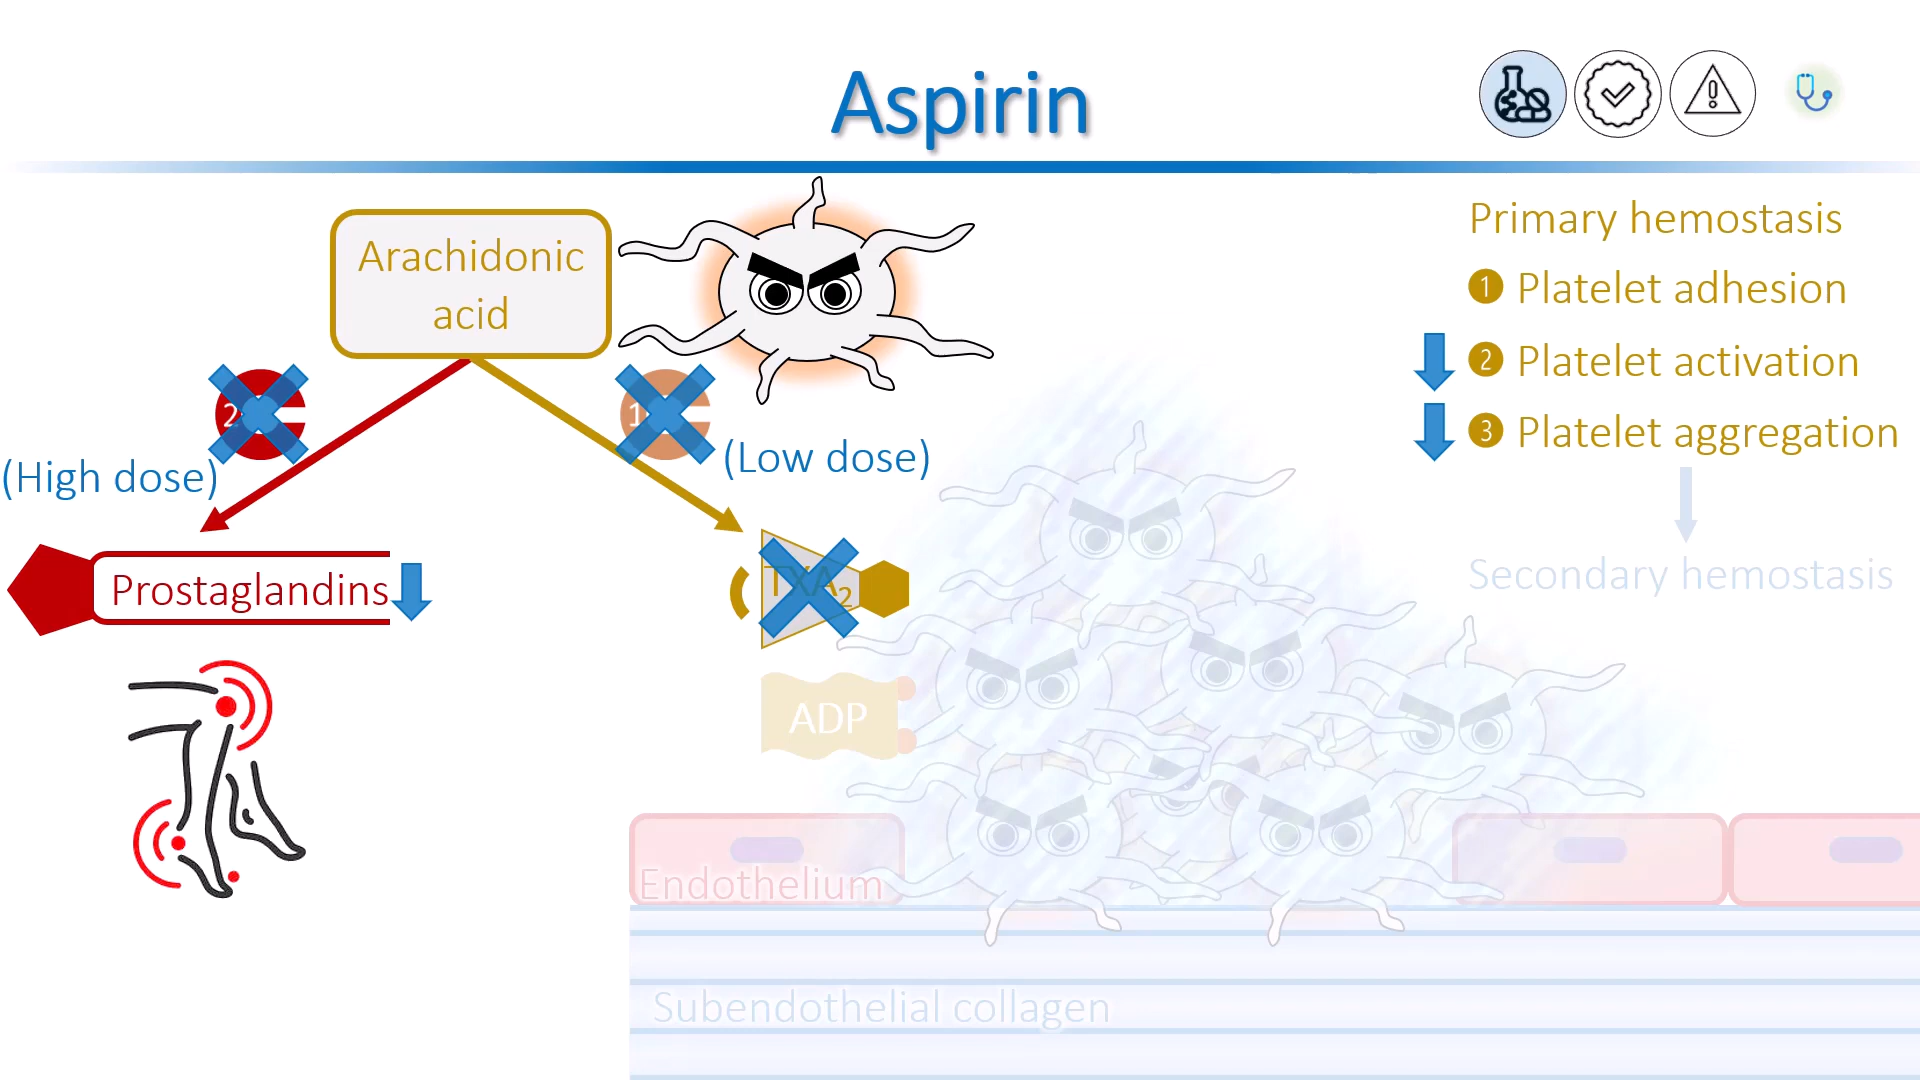 Aspirin
Arachidonic
acid
2
1
(High dose)
(Low dose)
Prostaglandins
TXA₂
ADP
Primary hemostasis
1 Platelet adhesion
2 Platelet activation
3 Platelet aggregation
Secondary hemostasis
Endothelium
Subendothelial collagen